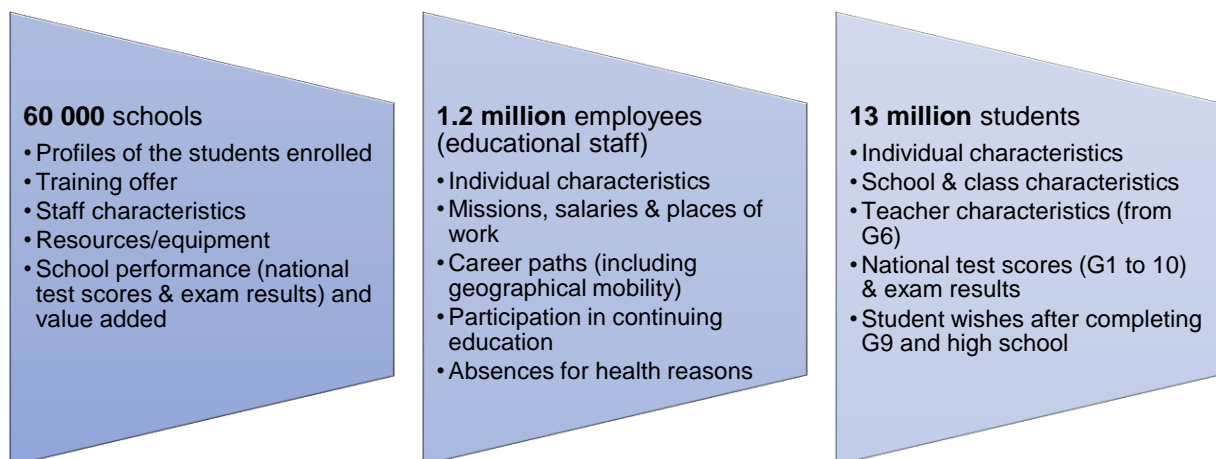 60 000 schools
• Profiles of the students enrolled
• Training offer
• Staff characteristics
• Resources/equipment
• School performance (national
test scores & exam results) and
value added
1.2 million employees
(educational staff)
• Individual characteristics
• Missions, salaries & places of
work
• Career paths (including
geographical mobility)
• Participation in continuing
education
• Absences for health reasons
13 million students
• Individual characteristics
• School & class characteristics
• Teacher characteristics (from
G6)
• National test scores (G1 to 10)
& exam results
• Student wishes after completing
G9 and high school